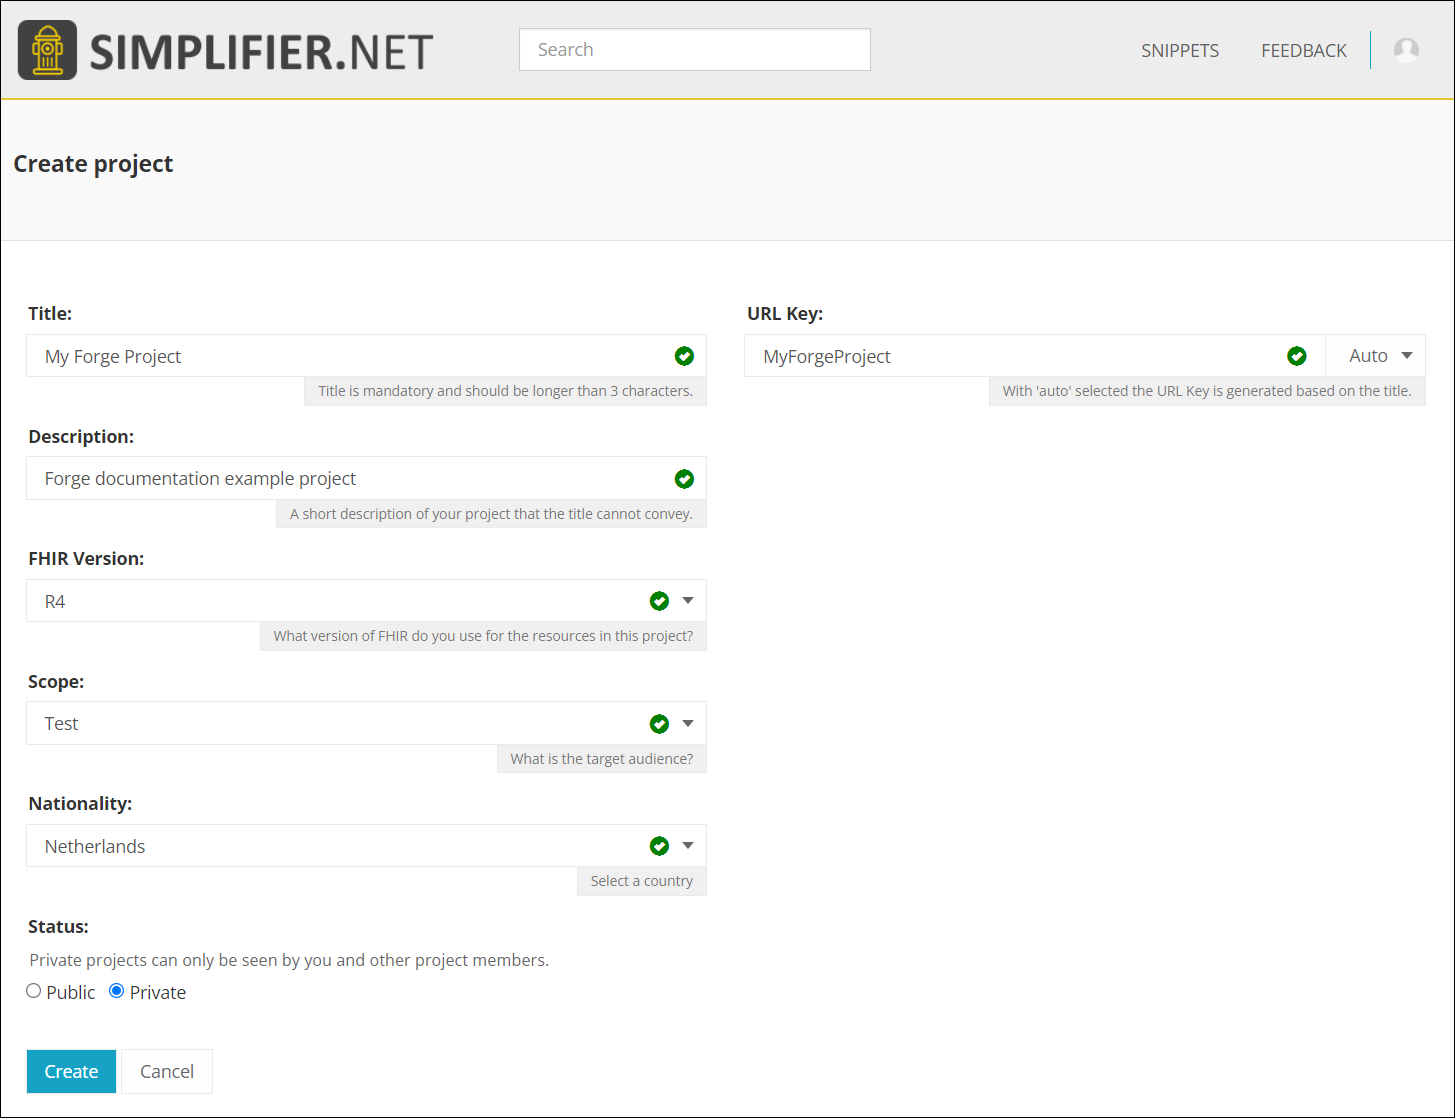 SIMPLIFIER.NET
Search
SNIPPETS
FEEDBACK
Create project
Title:
My Forge Project
Title is mandatory and should be longer than 3 characters.
URL Key:
MyForgeProject
Auto
With 'auto' selected the URL Key is generated based on the title.
Description:
Forge documentation example project
A short description of your project that the title cannot convey.
FHIR Version:
R4
What version of FHIR do you use for the resources in this project?
Scope:
Test
What is the target audience?
Nationality:
Netherlands
Select a country
Status:
Private projects can only be seen by you and other project members.
Public Private
Create Cancel